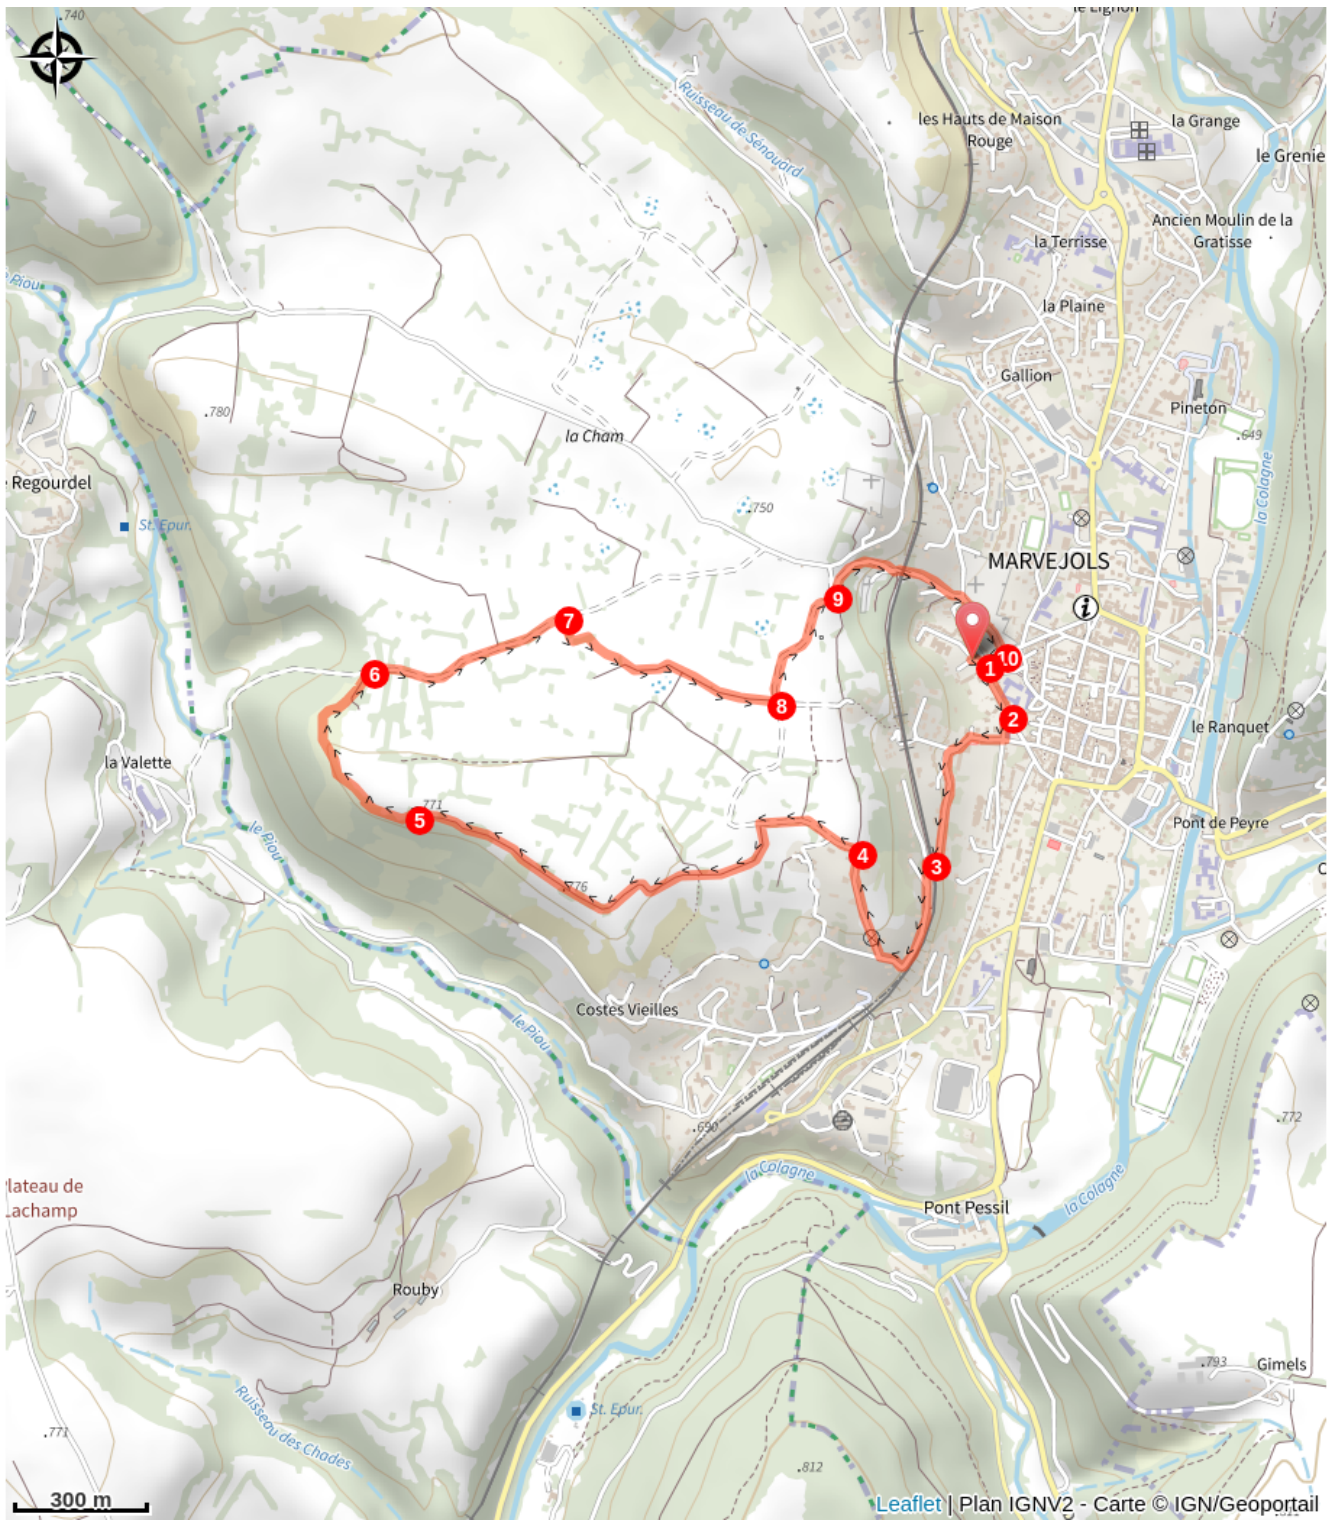 .740
le Lignon
Ruisseau de Sénouard
les Hauts de Maison
Rouge
la Grange
le Grenie
Ancien Moulin de la
Gratisse
la Terrisse
la Plaine
e Piou
Gallion
Pineton
.780
la Cham
.649
Regourdel
la Colagne
St. Epur.
.750
MARVEJOLS
i
9
7
10
1
6
8
2
le Ranquet
la Valette
771
5
Pont de Peyre
le Piou
4
3
776
Costes Vieilles
le Piou
.690
.772
la Colagne
la Colagne
Plateau de
Lachamp
Pont Pessil
Rouby
.793
Gimels
Ruisseau des Chades
St. Epur.
.771
.812
300 m
Leaflet | Plan IGNV2 - Carte © IGN/Geoportail